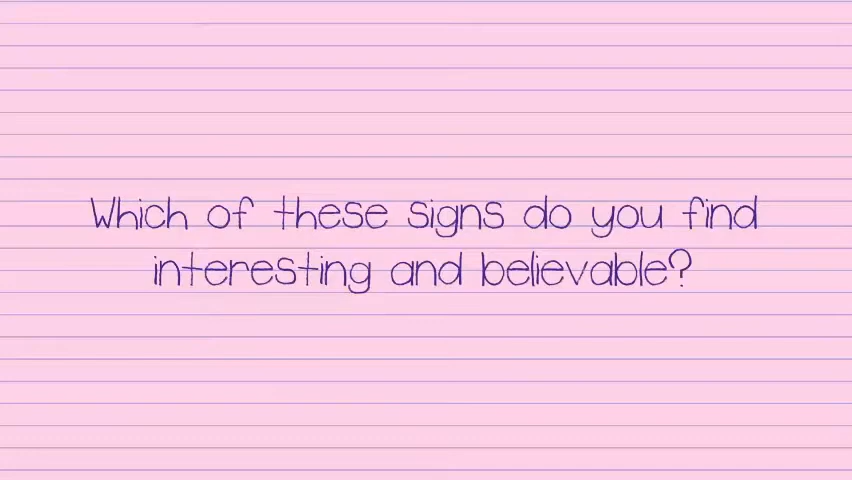 Which of these signs do you find
interesting and believable?